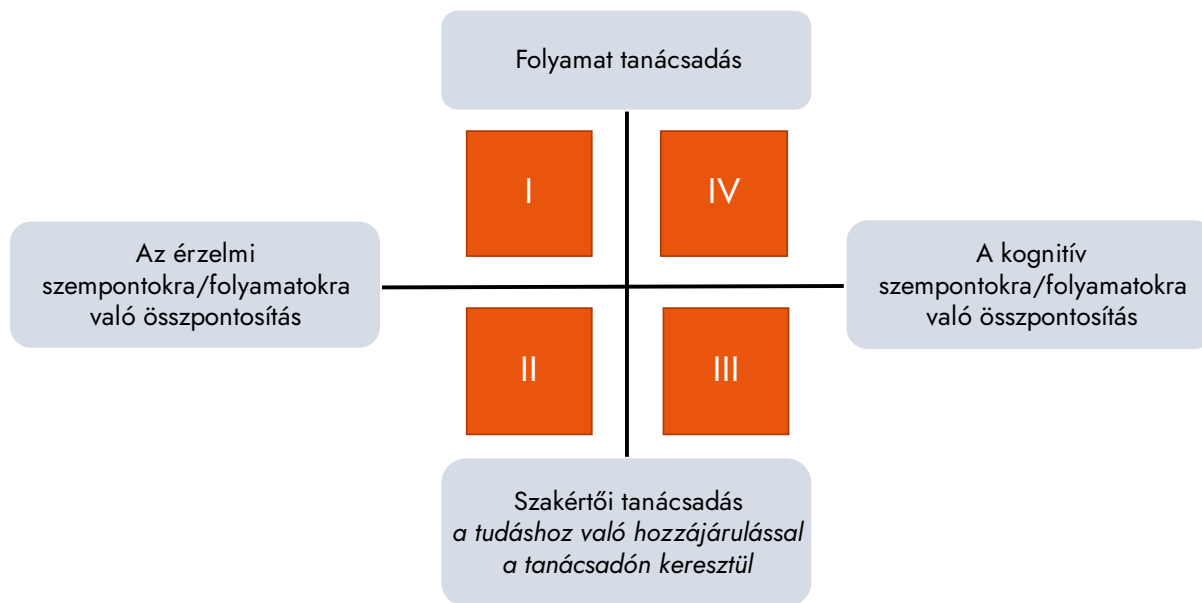 Folyamat tanácsadás
I
IV
Az érzelmi
szempontokra/folyamatokra
való összpontosítás
A kognitív
szempontokra/folyamatokra
való összpontosítás
II
III
Szakértői tanácsadás
a tudáshoz való hozzájárulással
a tanácsadón keresztül